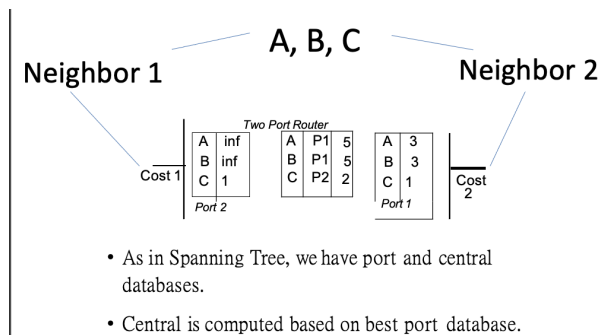 A, B, C
Neighbor 1
Neighbor 2
Two Port Router
A inf
B inf
C 1
Port 2
A P1 5
B P1 5
C P2 2
A 3
B 3
C 1
Port 1
Cost 1
Cost
2
• As in Spanning Tree, we have port and central
databases.
• Central is computed based on best port database.